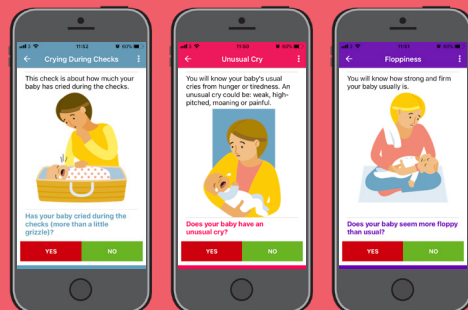 11:52
80%
Crying During Checks
This check is about how much your
baby has cried during the checks.
Has your baby cried during the
checks (more than a little
grizzle)?
YES
NO
11:50
80%
Unusual Cry
You will know your baby's usual
cries from hunger or tiredness. An
unusual cry could be: weak, high-
pitched, moaning or painful.
Does your baby have an
unusual cry?
YES
NO
11:51
80%
Floppiness
You will know how strong and firm
your baby usually is.
Does your baby seem more floppy
than usual?
YES
NO